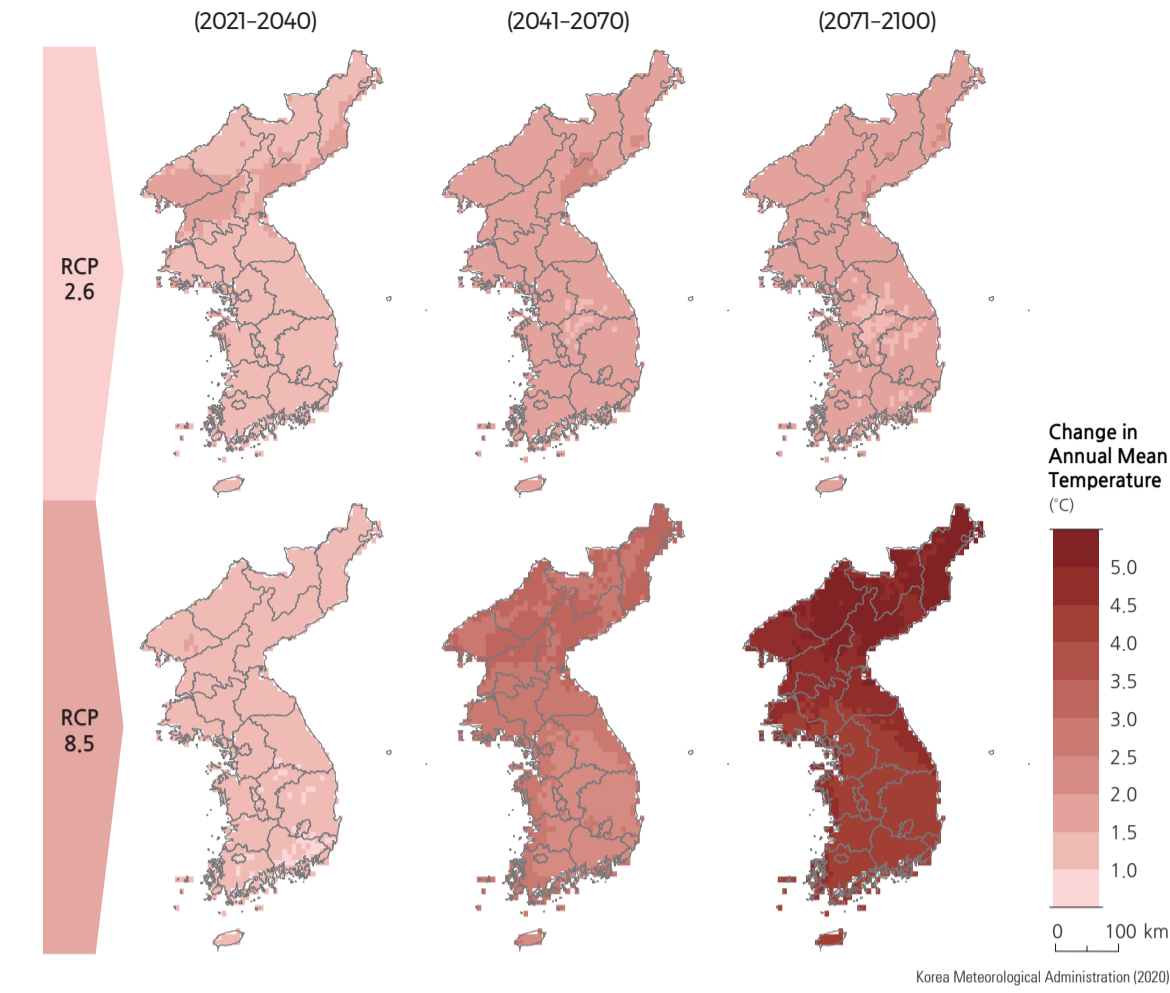 (2021-2040)
(2041-2070)
(2071-2100)
RCP
2.6
RCP
8.5
Change in
Annual Mean
Temperature
(°C)
5.0
4.5
4.0
3.5
3.0
2.5
2.0
1.5
1.0
0 100 km
Korea Meteorological Administration (2020)